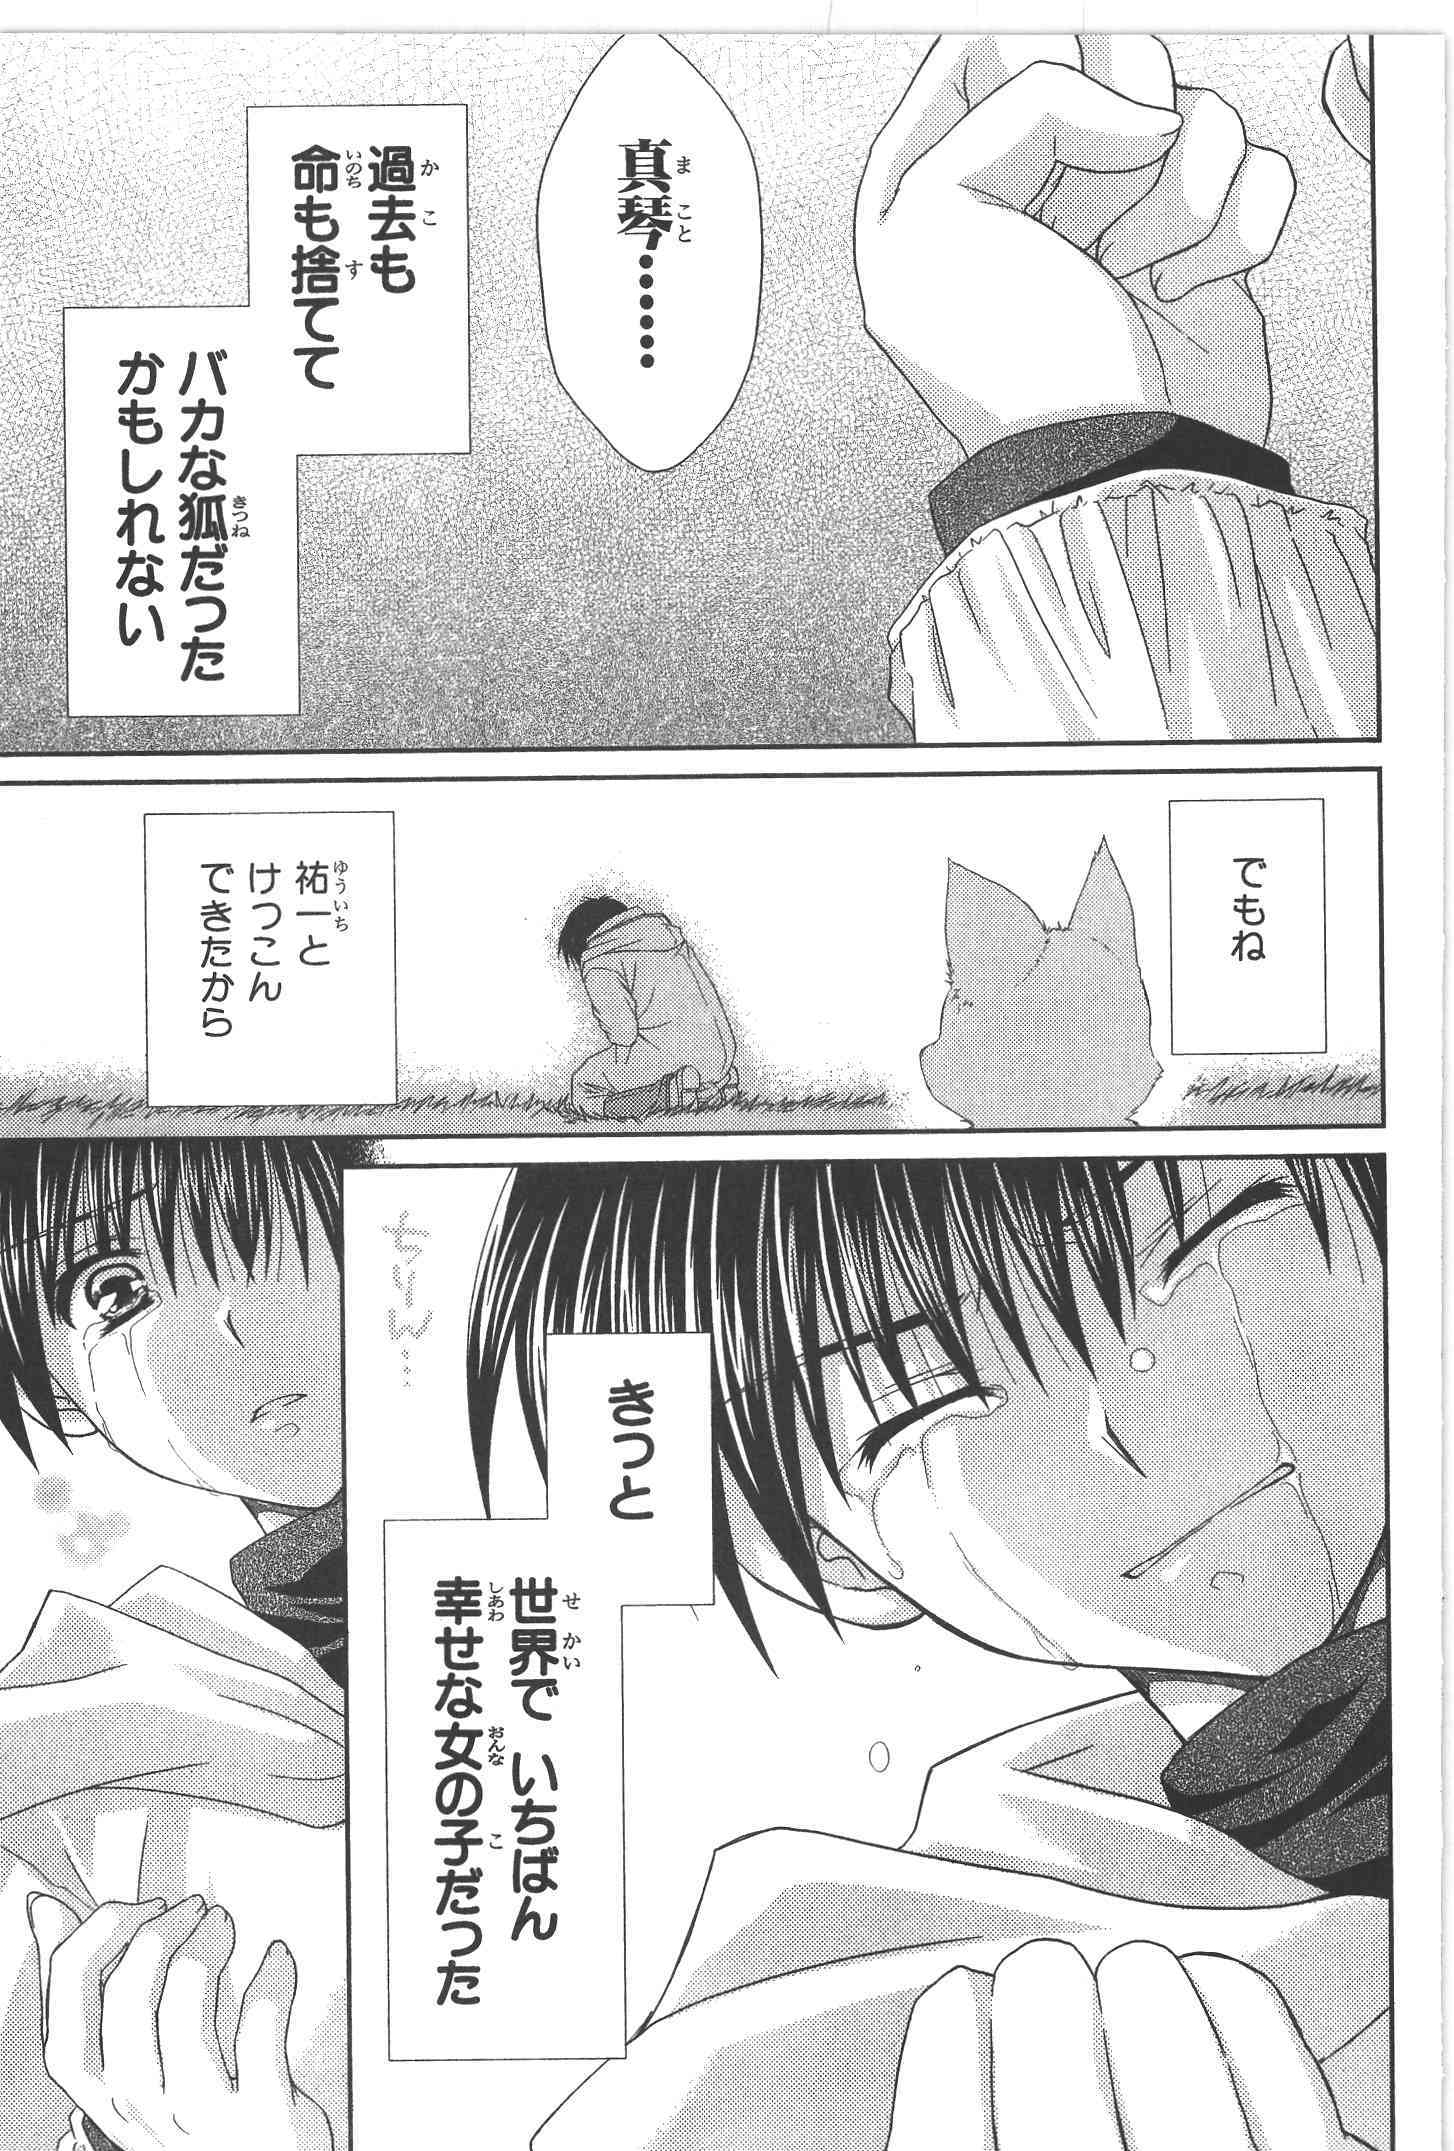 真琴………
過去も
命も捨てて
バカな狐だった
かもしれない
でもね
祐一と
けっこん
できたから
きっと
世界で いちばん
幸せな女の子だった
ちりん…